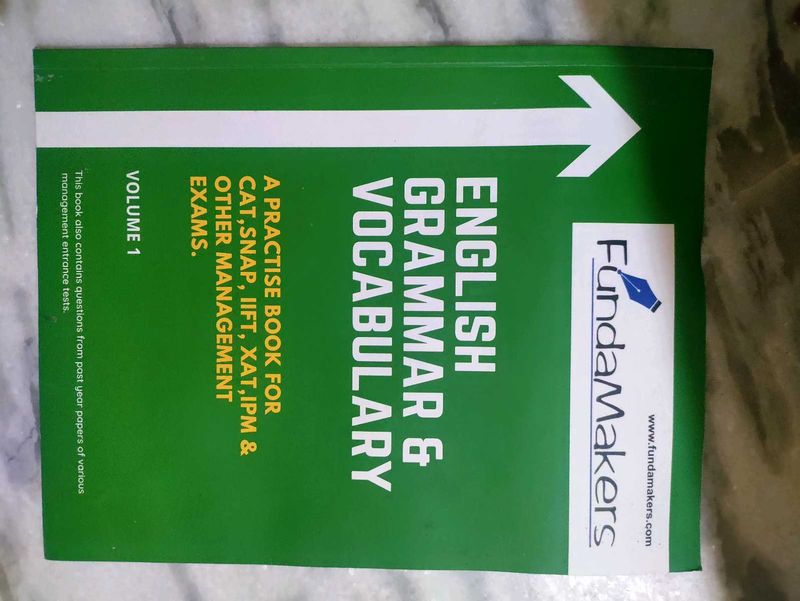 www.fundamakers.com
FundaMakers
ENGLISH
GRAMMAR &
VOCABULARY
A PRACTISE BOOK FOR
CAT,SNAP, IIFT, XAT,IPM &
OTHER MANAGEMENT
EXAMS.
VOLUME 1
This book also contains questions from past year papers of various
management entrance tests.